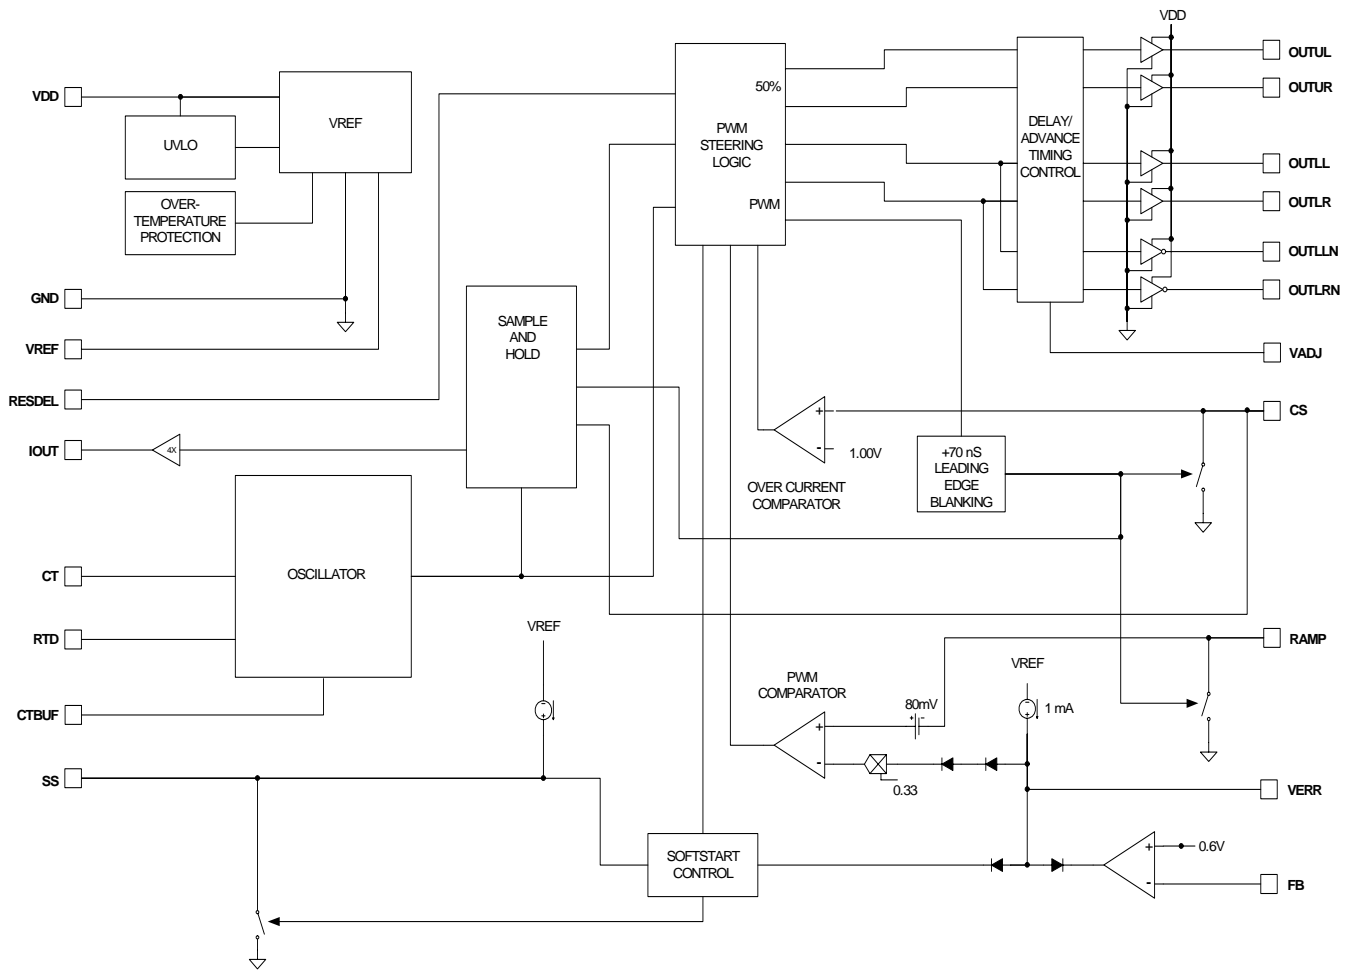 VDD
VDD
OUTUL
50%
OUTUR
VREF
UVLO
PWM
STEERING
LOGIC
DELAY/
ADVANCE
TIMING
CONTROL
OUTLL
OVER-
TEMPERATURE
PROTECTION
PWM
OUTLR
OUTLLN
OUTLRN
GND
SAMPLE
AND
HOLD
VREF
VADJ
RESDEL
CS
+
-
1.00V
OVER CURRENT
COMPARATOR
+70 nS
LEADING
EDGE
BLANKING
IOUT
4X
CT
OSCILLATOR
RTD
VREF
RAMP
VREF
PWM
COMPARATOR
80mV
+
-
1 mA
+
-
+
-
+
-
CTBUF
0.33
SS
VERR
SOFTSTART
CONTROL
+
-
0.6V
FB